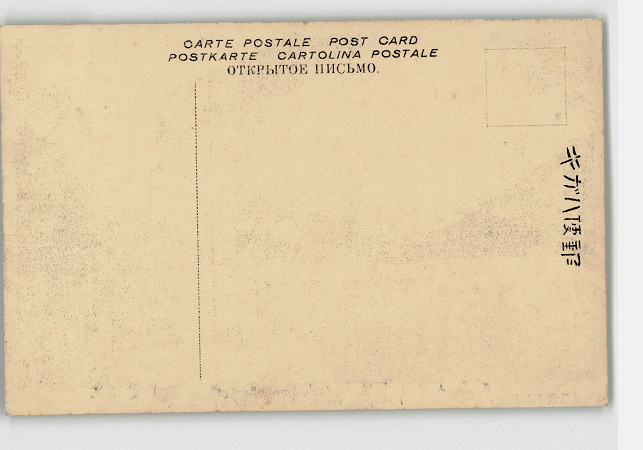 CARTE POSTALE POST CARD
POSTKARTE CARTOLINA POSTALE
ОТКРЫТОЕ ПИСЬМО.
郵便ハガキ